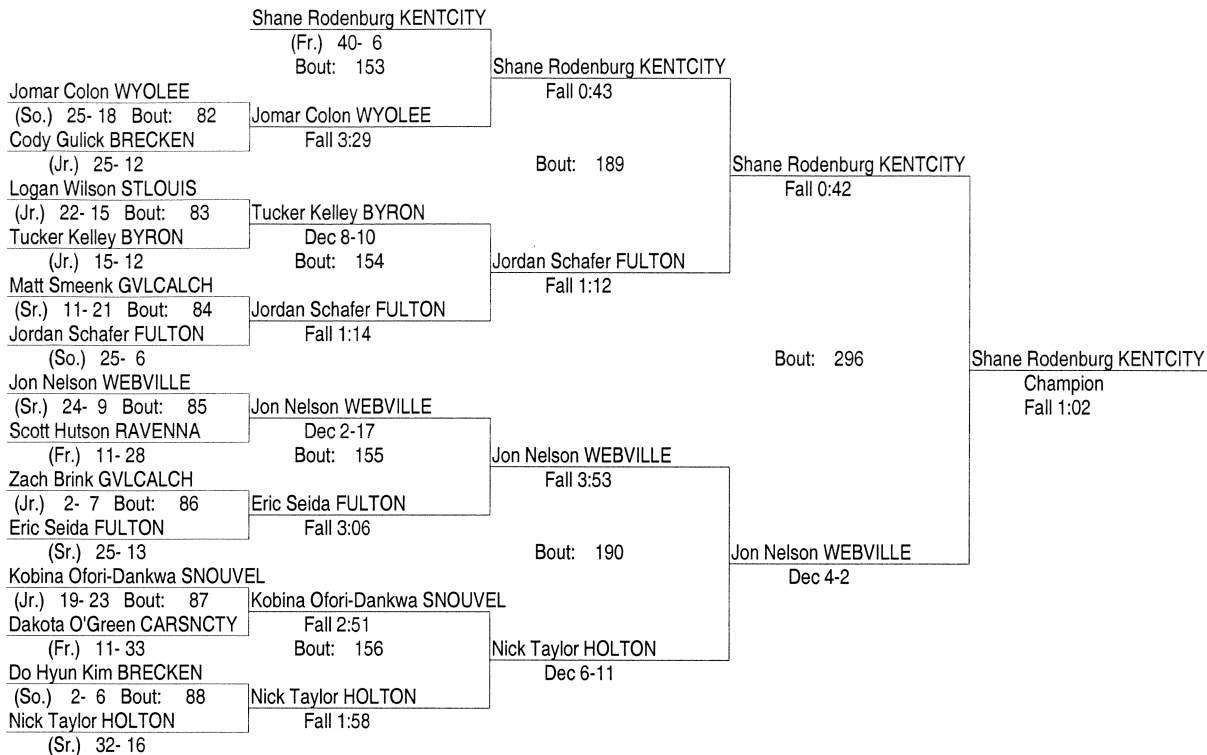 Shane Rodenburg KENTCITY
(Fr.) 40- 6
Bout: 153
Shane Rodenburg KENTCITY
Fall 0:43
Jomar Colon WYOLEE
(So.) 25- 18 Bout: 82
Jomar Colon WYOLEE
Cody Gulick BRECKEN
Fall 3:29
(Jr.) 25- 12
Bout: 189
Shane Rodenburg KENTCITY
Fall 0:42
Logan Wilson STLOUIS
(Jr.) 22- 15 Bout: 83
Tucker Kelley BYRON
Tucker Kelley BYRON
Dec 8-10
(Jr.) 15- 12
Bout: 154
Jordan Schafer FULTON
Fall 1:12
Matt Smeenk GVLCALCH
(Sr.) 11- 21 Bout: 84
Jordan Schafer FULTON
Jordan Schafer FULTON
Fall 1:14
(So.) 25- 6
Bout: 296
Shane Rodenburg KENTCITY
Champion
Fall 1:02
Jon Nelson WEBVILLE
(Sr.) 24- 9 Bout: 85
Jon Nelson WEBVILLE
Scott Hutson RAVENNA
Dec 2-17
(Fr.) 11- 28
Bout: 155
Jon Nelson WEBVILLE
Fall 3:53
Zach Brink GVLCALCH
(Jr.) 2- 7 Bout: 86
Eric Seida FULTON
Eric Seida FULTON
Fall 3:06
(Sr.) 25- 13
Bout: 190
Jon Nelson WEBVILLE
Dec 4-2
Kobina Ofori-Dankwa SNOUVEL
(Jr.) 19- 23 Bout: 87
Kobina Ofori-Dankwa SNOUVEL
Dakota O'Green CARSNCTY
Fall 2:51
(Fr.) 11- 33
Bout: 156
Nick Taylor HOLTON
Dec 6-11
Do Hyun Kim BRECKEN
(So.) 2- 6 Bout: 88
Nick Taylor HOLTON
Nick Taylor HOLTON
Fall 1:58
(Sr.) 32- 16